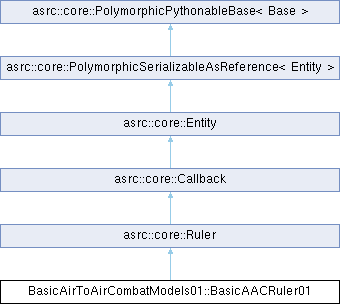 asrc::core::PolymorphicPythonableBase< Base >
asrc::core::PolymorphicSerializableAsReference< Entity >
asrc::core::Entity
asrc::core::Callback
asrc::core::Ruler
BasicAirToAirCombatModels01::BasicAACRuler01